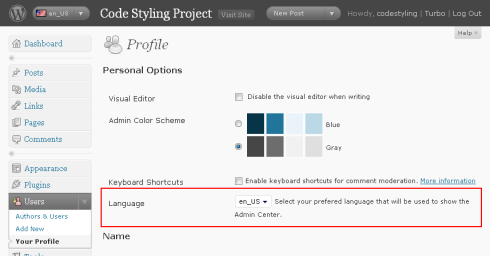 en_US Code Styling Project Visit Site New Post Howdy, codestyling | Turbo | Log Out
Help
Dashboard
Profile
Posts
Media
Links
Pages
Comments
Appearance
Plugins
Users
Authors & Users
Add New
Your Profile
Personal Options
Visual Editor Disable the visual editor when writing
Admin Color Scheme
Blue
Gray
Keyboard Shortcuts Enable keyboard shortcuts for comment moderation. More information
Language en_US Select your prefered language that will be used to show the
Admin Center.
Name